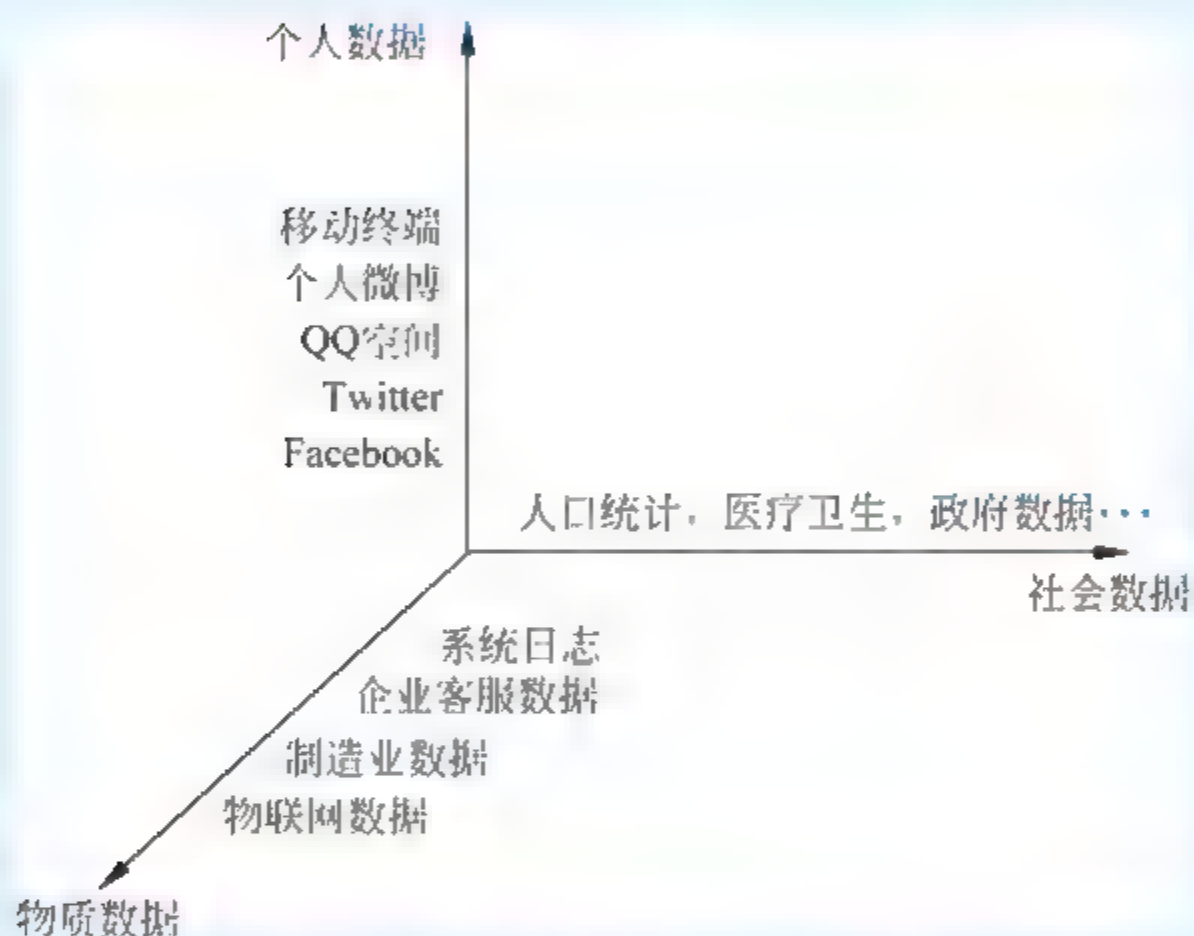 个人数据
移动终端
个人微博
QQ空间
Twitter
Facebook
人口统计，医疗卫生，政府数据···
社会数据
系统日志
企业客服数据
制造业数据
物联网数据
物质数据